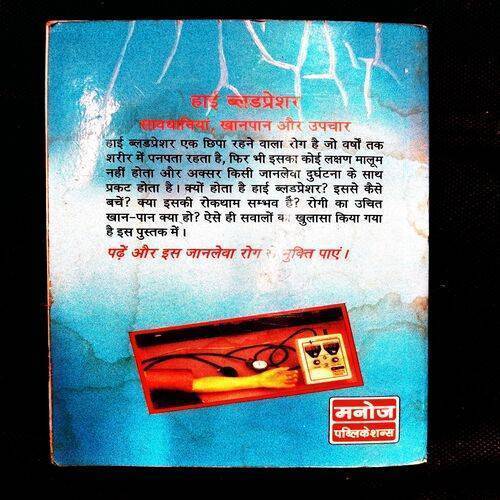 हाई ब्लडप्रेशर
सावधानियां, खानपान और उपचार
हाई ब्लडप्रेशर एक छिपा रहने वाला रोग है जो वर्षों तक
शरीर में पनपता रहता है, फिर भी इसका कोई लक्षण मालूम
नहीं होता और अक्सर किसी जानलेवा दुर्घटना के साथ
प्रकट होता है। क्यों होता है हाई ब्लडप्रेशर? इससे कैसे
बचें? क्या इसकी रोकथाम सम्भव है? रोगी का उचित
खान-पान क्या हो? ऐसे ही सवालों का खुलासा किया गया
है इस पुस्तक में।
पढ़ें और इस जानलेवा रोग से मुक्ति पाएं।
मनोज
पब्लिकेशन्स